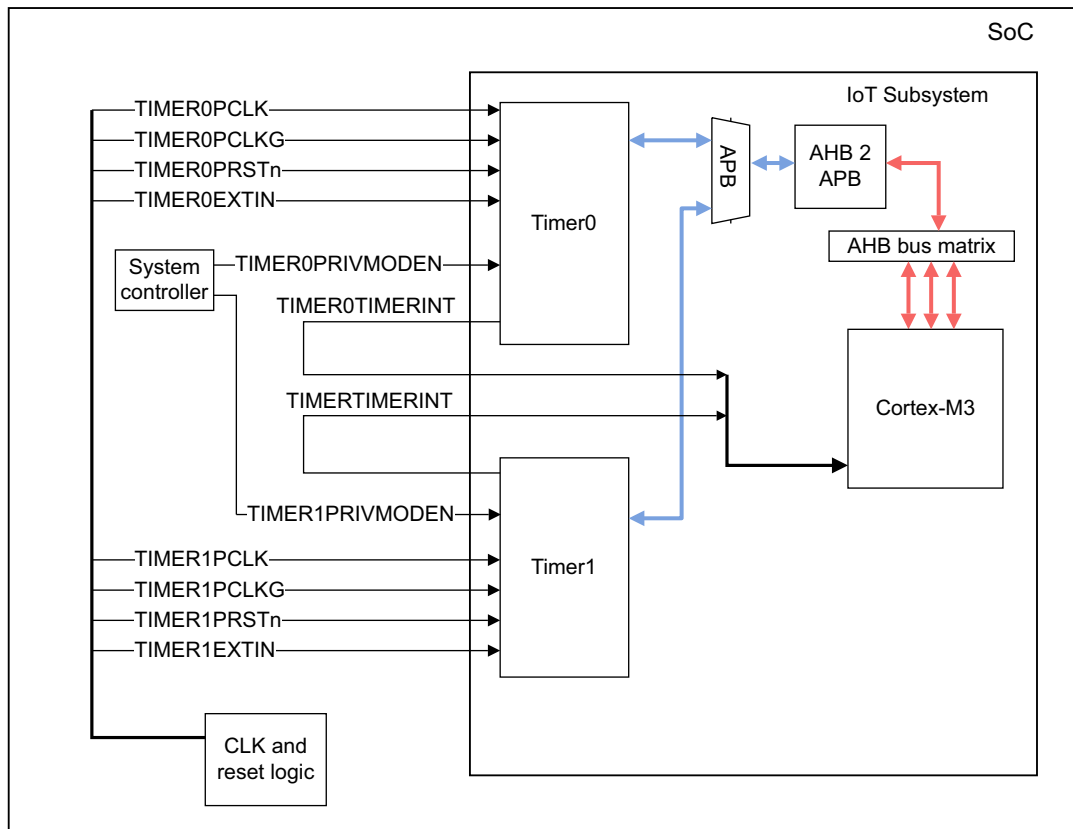 SoC
IoT Subsystem
TIMER0PCLK
TIMER0PCLKG
TIMER0PRSTn
TIMER0EXTIN
Timer0
APB
AHB 2
APB
AHB bus matrix
System
controller
TIMER0PRIVMODEN
TIMER0TIMERINT
TIMERTIMERINT
Cortex-M3
TIMER1PRIVMODEN
TIMER1PCLK
TIMER1PCLKG
TIMER1PRSTn
TIMER1EXTIN
Timer1
CLK and
reset logic